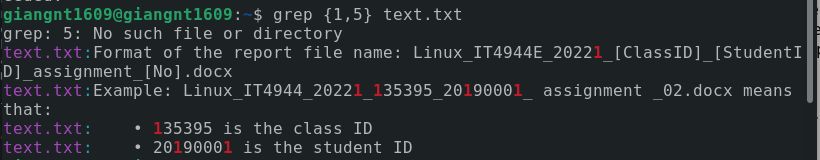 giangnt1609@giangnt1609:~$ grep {1,5} text.txt
grep: 5: No such file or directory
text.txt:Format of the report file name: Linux_IT4944E_20221_[ClassID]_[StudentI
D]_assignment_[No].docx
text.txt:Example: Linux_IT4944_20221_135395_20190001_ assignment _02.docx means
that:
text.txt:    • 135395 is the class ID
text.txt:    • 20190001 is the student ID